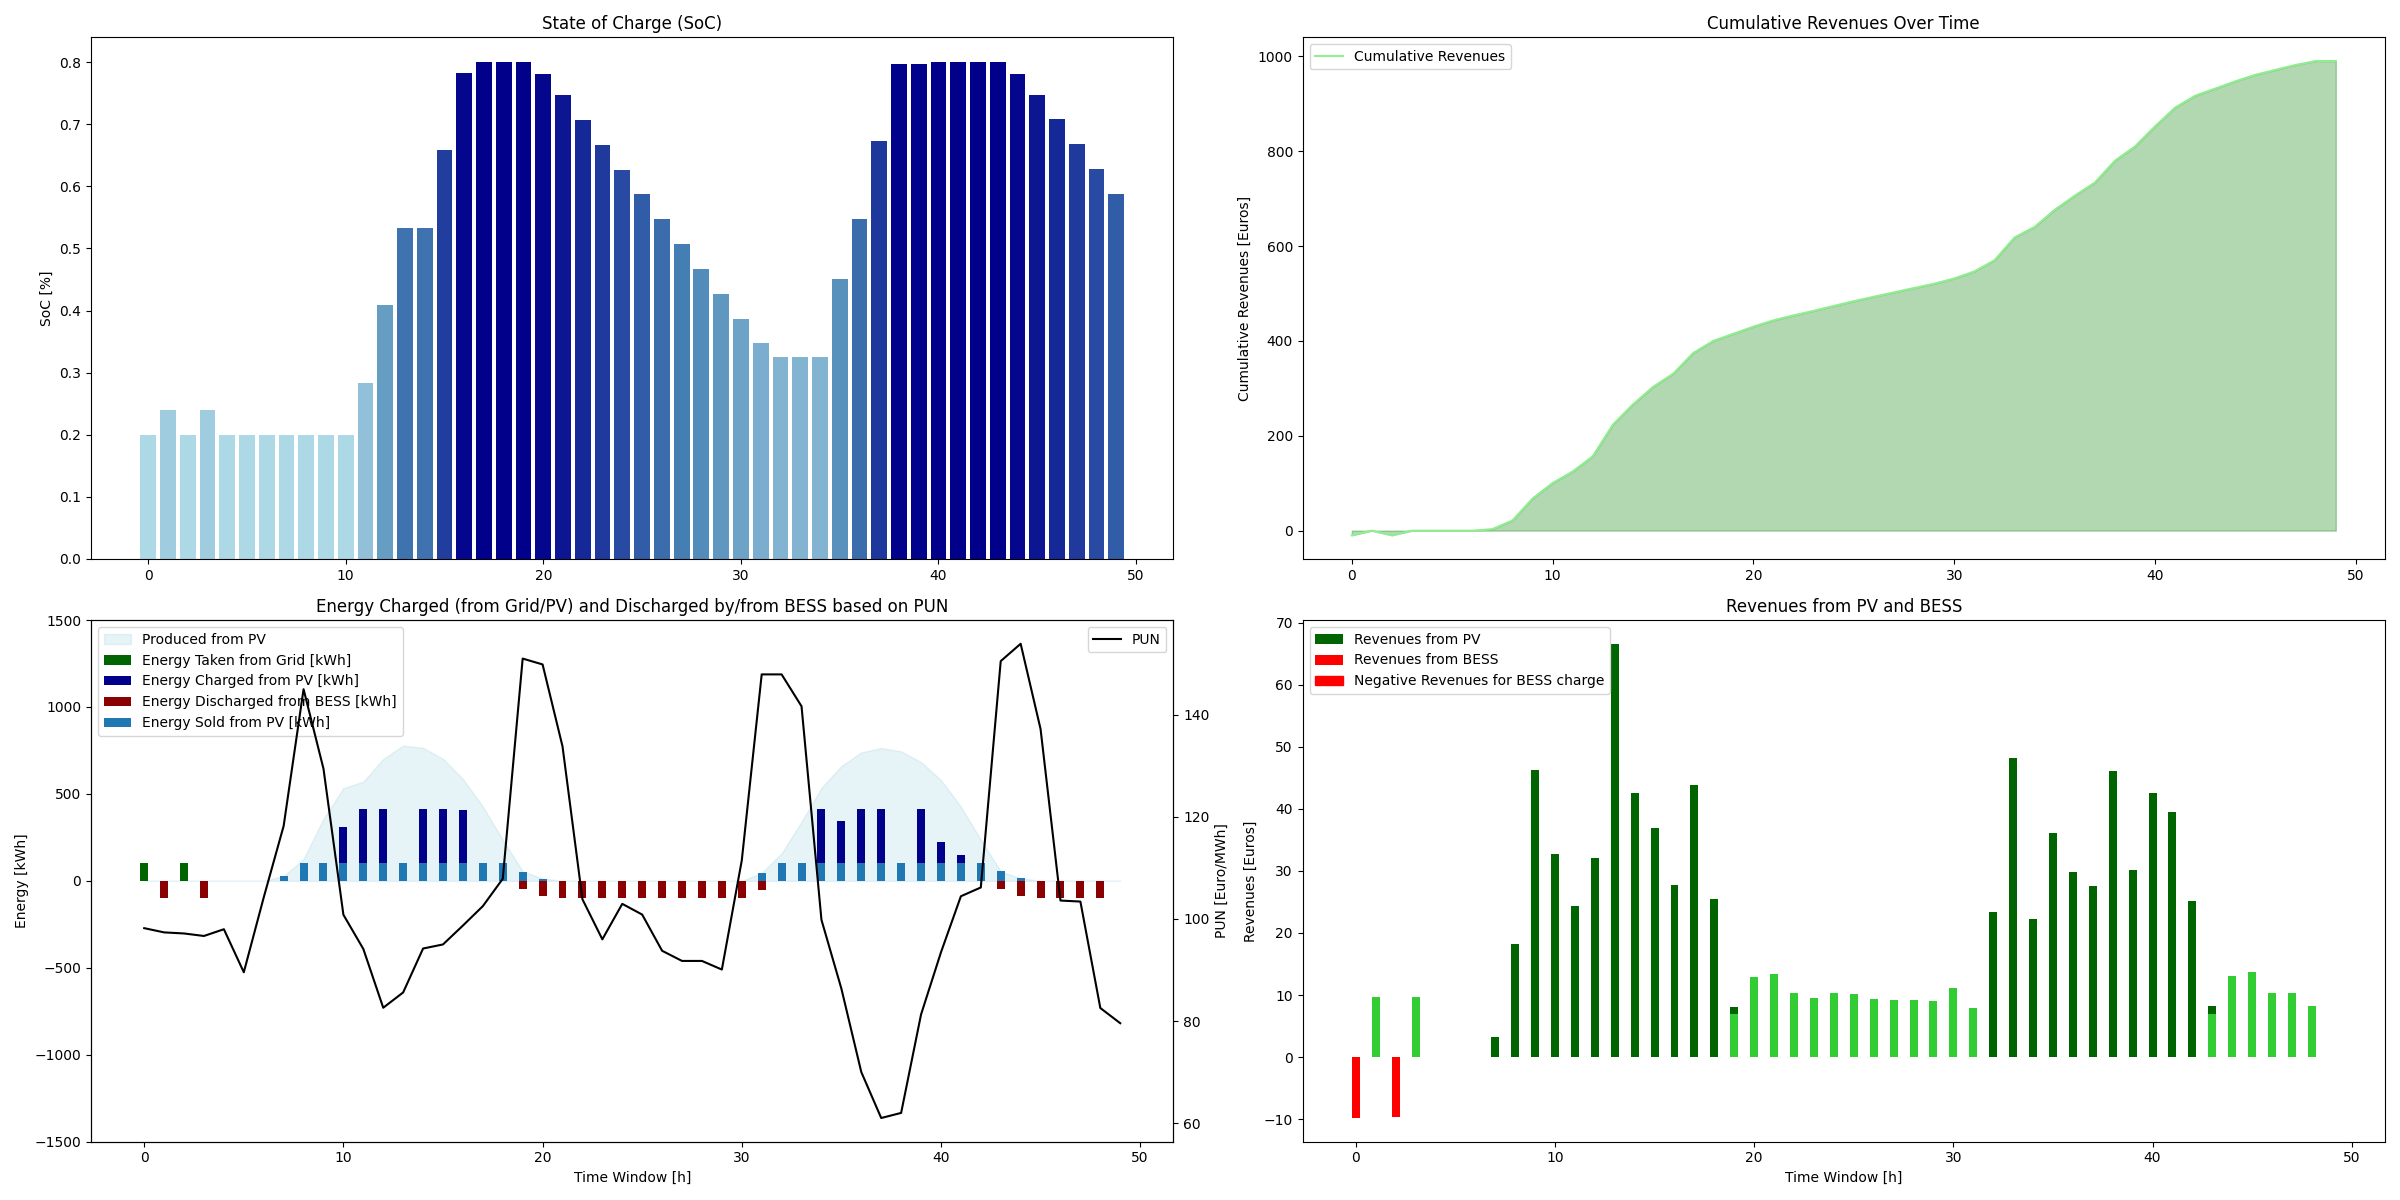 State of Charge (SoC)
SoC [%]
0.8
0.7
0.6
0.5
0.4
0.3
0.2
0.1
0.0
0 10 20 30 40 50
Cumulative Revenues Over Time
Cumulative Revenues
Cumulative Revenues [Euros]
1000
800
600
400
200
0
0 10 20 30 40 50
Energy Charged (from Grid/PV) and Discharged by/from BESS based on PUN
Produced from PV
Energy Taken from Grid [kWh]
Energy Charged from PV [kWh]
Energy Discharged from BESS [kWh]
Energy Sold from PV [kWh]
PUN
Energy [kWh]
1500
1000
500
0
−500
−1000
−1500
140
120
100
80
60
PUN [Euro/MWh]
0 10 20 30 40 50
Time Window [h]
Revenues from PV and BESS
Revenues from PV
Revenues from BESS
Negative Revenues for BESS charge
Revenues [Euros]
70
60
50
40
30
20
10
0
−10
0 10 20 30 40 50
Time Window [h]